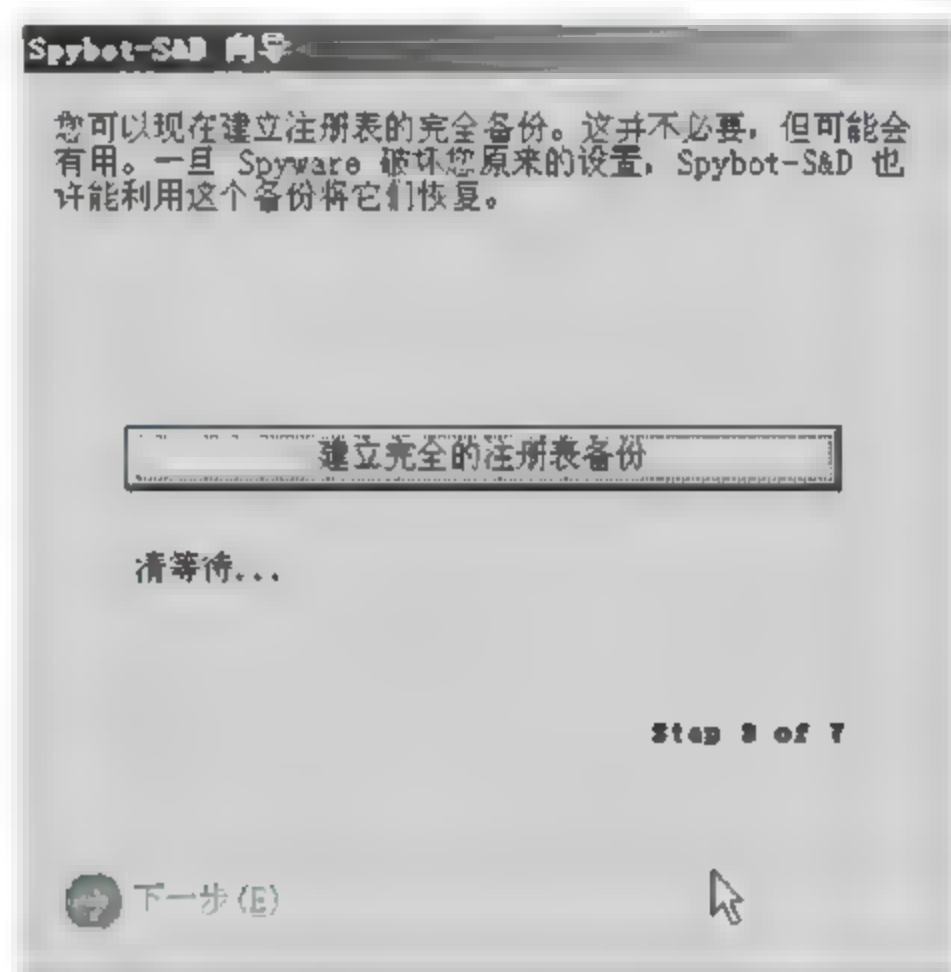 Spybot-S&D 向导
您可以现在建立注册表的完全备份。这并不必要，但可能会
有用。一旦 Spyware 破坏您原来的设置，Spybot-S&D 也
许能利用这个备份将它们恢复。
建立完全的注册表备份
请等待...
Step of 7
下一步(E)